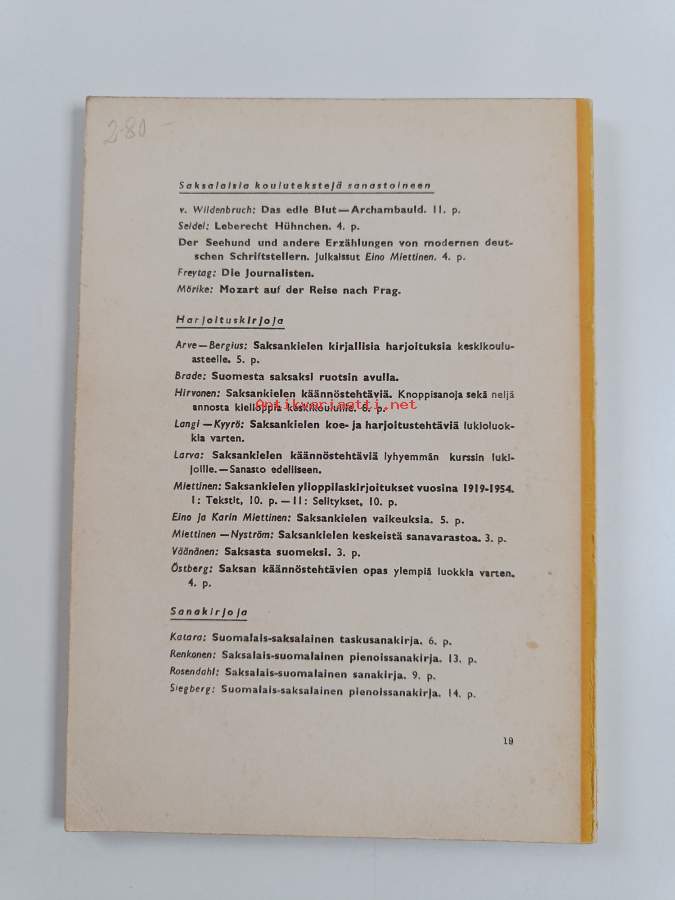 2-80 –
Saksalaisia koulutekstejä sanastoineen
v. Wildenbruch: Das edle Blut — Archambauld. 11. p.
Seidel: Leberecht Hühnchen. 4. p.
Der Seehund und andere Erzählungen von modernen deut-
schen Schriftstellern. Julkaissut Eino Miettinen. 4. p.
Freytag: Die Journalisten.
Mörike: Mozart auf der Reise nach Prag.
Harjoituskirjoja
Arve — Bergius: Saksankielen kirjallisia harjoituksia keskikoulu-
asteelle. 5. p.
Brade: Suomesta saksaksi ruotsin avulla.
Hirvonen: Saksankielen käännöstehtäviä. Knoppisanoja sekä neljä
annosta kielioppia keskikouluille. 6. p.
Antikvariaatti.net
Langi — Kyyrö: Saksankielen koe- ja harjoitustehtäviä lukioluok-
kia varten.
Larva: Saksankielen käännöstehtäviä lyhyemmän kurssin luki-
joille. — Sanasto edelliseen.
Miettinen: Saksankielen ylioppilaskirjoitukset vuosina 1919-1954.
I: Tekstit, 10. p. — II: Selitykset, 10. p.
Eino ja Karin Miettinen: Saksankielen vaikeuksia. 5. p.
Miettinen — Nyström: Saksankielen keskeistä sanavarastoa. 3. p.
Väänänen: Saksasta suomeksi. 3. p.
Östberg: Saksan käännöstehtävien opas ylempiä luokkia varten.
4. p.
Sanakirjoja
Katara: Suomalais-saksalainen taskusanakirja. 6. p.
Renkonen: Saksalais-suomalainen pienoissanakirja. 13. p.
Rosendahl: Saksalais-suomalainen sanakirja. 9. p.
Siegberg: Suomalais-saksalainen pienoissanakirja. 14. p.
19